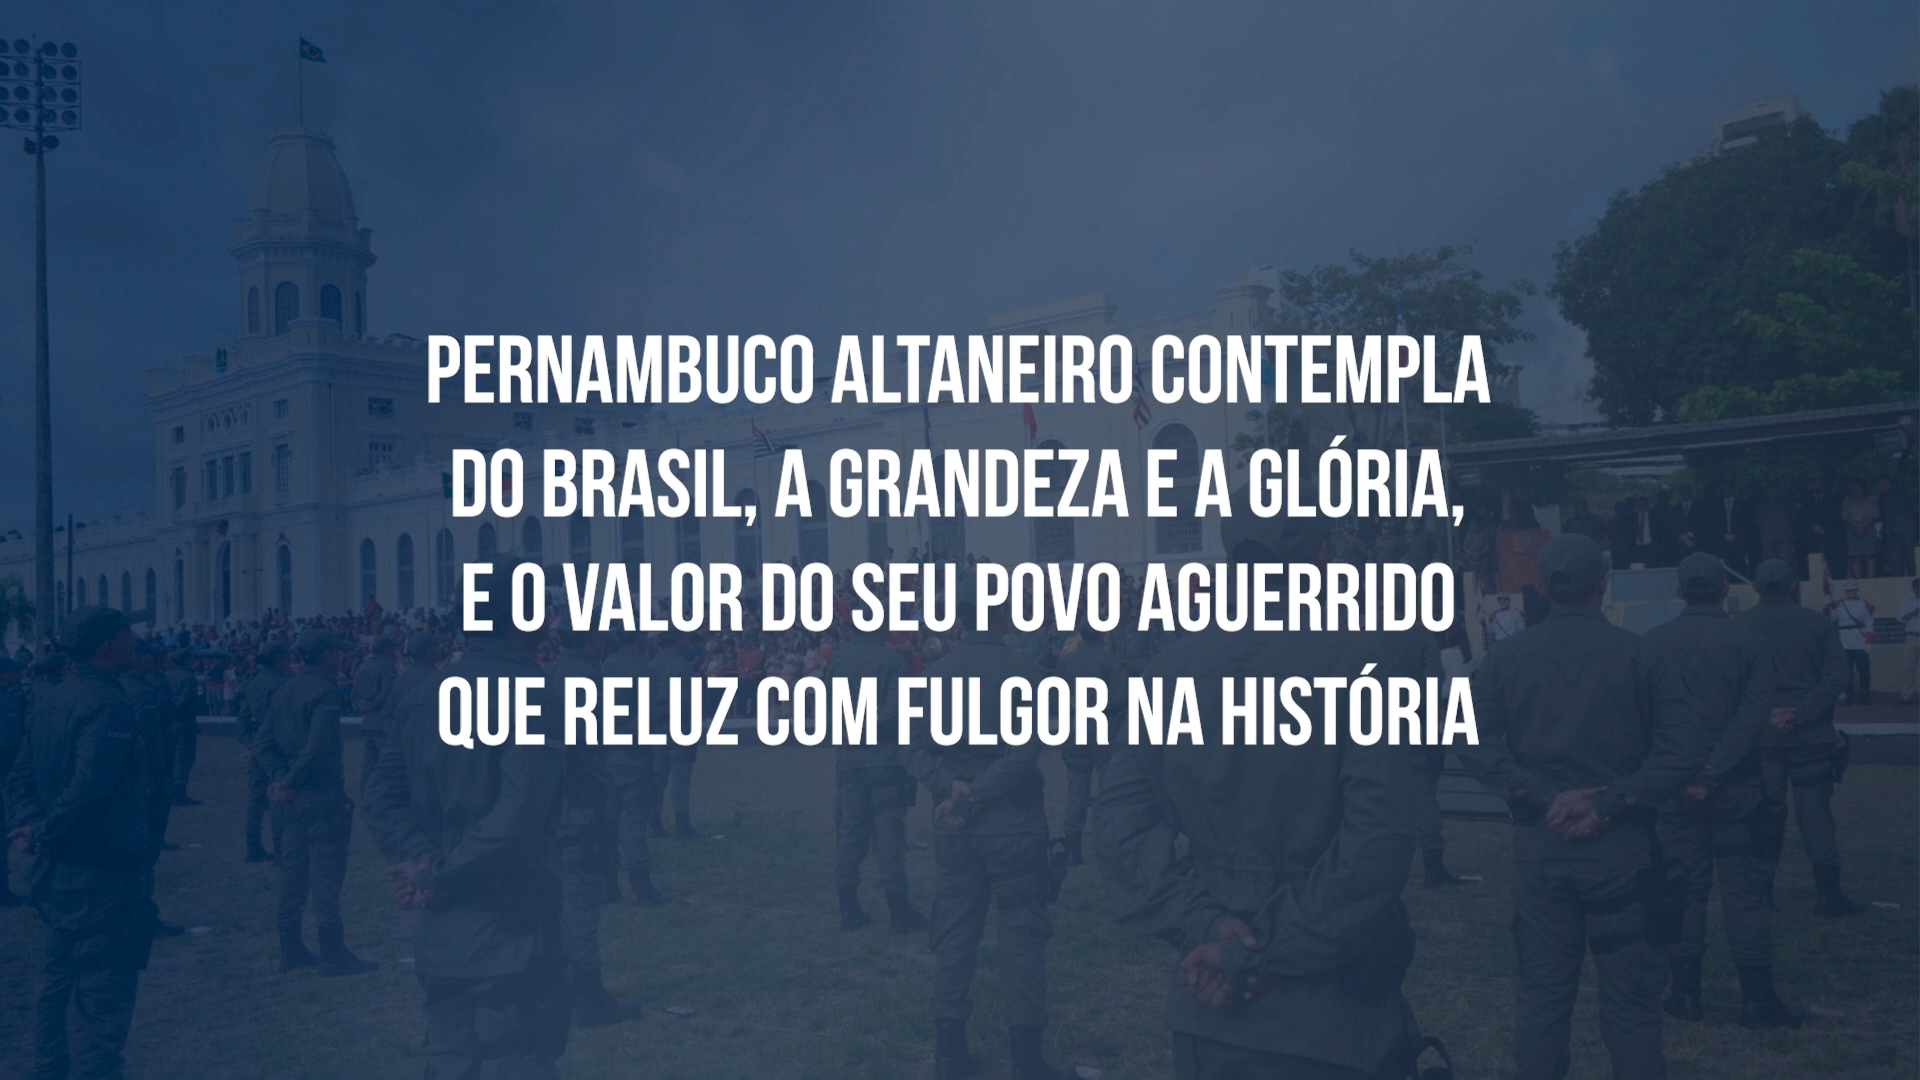 PERNAMBUCO ALTANEIRO CONTEMPLA
DO BRASIL, A GRANDEZA E A GLÓRIA,
E O VALOR DO SEU POVO AGUERRIDO
QUE RELUZ COM FULGOR NA HISTÓRIA